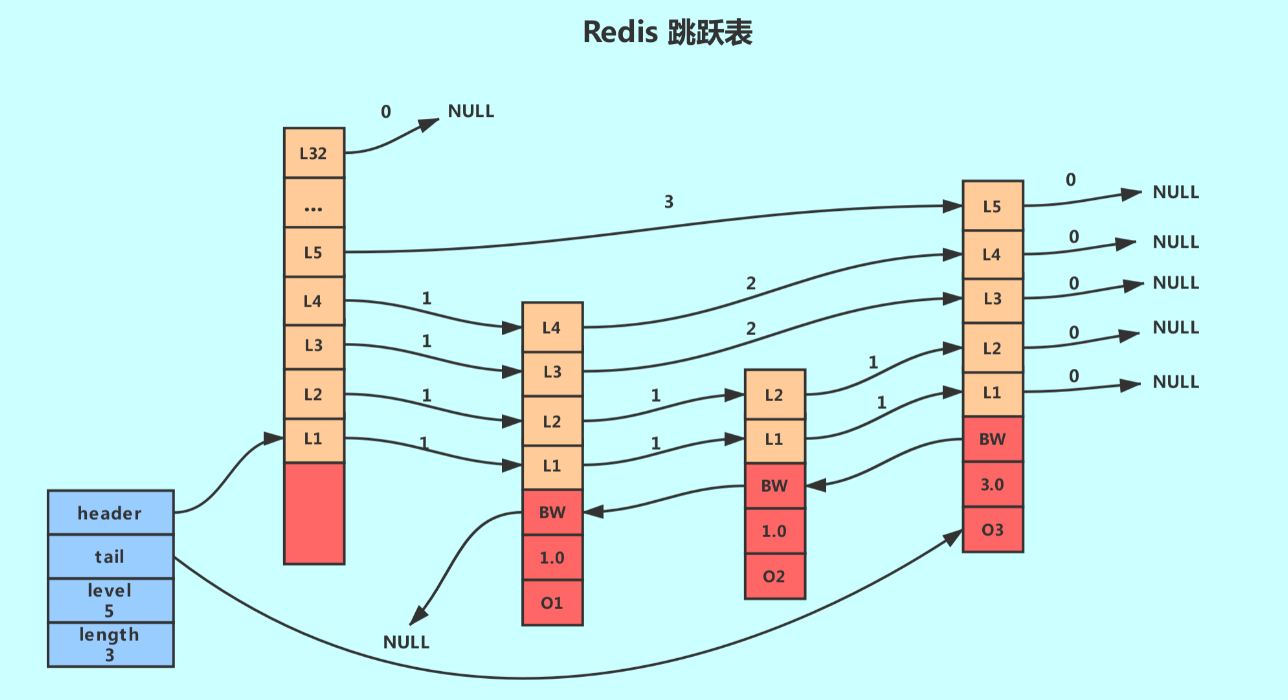 Redis 跳跃表
0
NULL
L32
...
L5
L4
L3
L2
L1
3
1
1
1
1
L4
L3
L2
L1
BW
1.0
O1
NULL
2
2
1
1
L2
L1
BW
1.0
O2
1
1
L5
L4
L3
L2
L1
BW
3.0
O3
0
NULL
0
NULL
0
NULL
0
NULL
0
NULL
header
tail
level
5
length
3